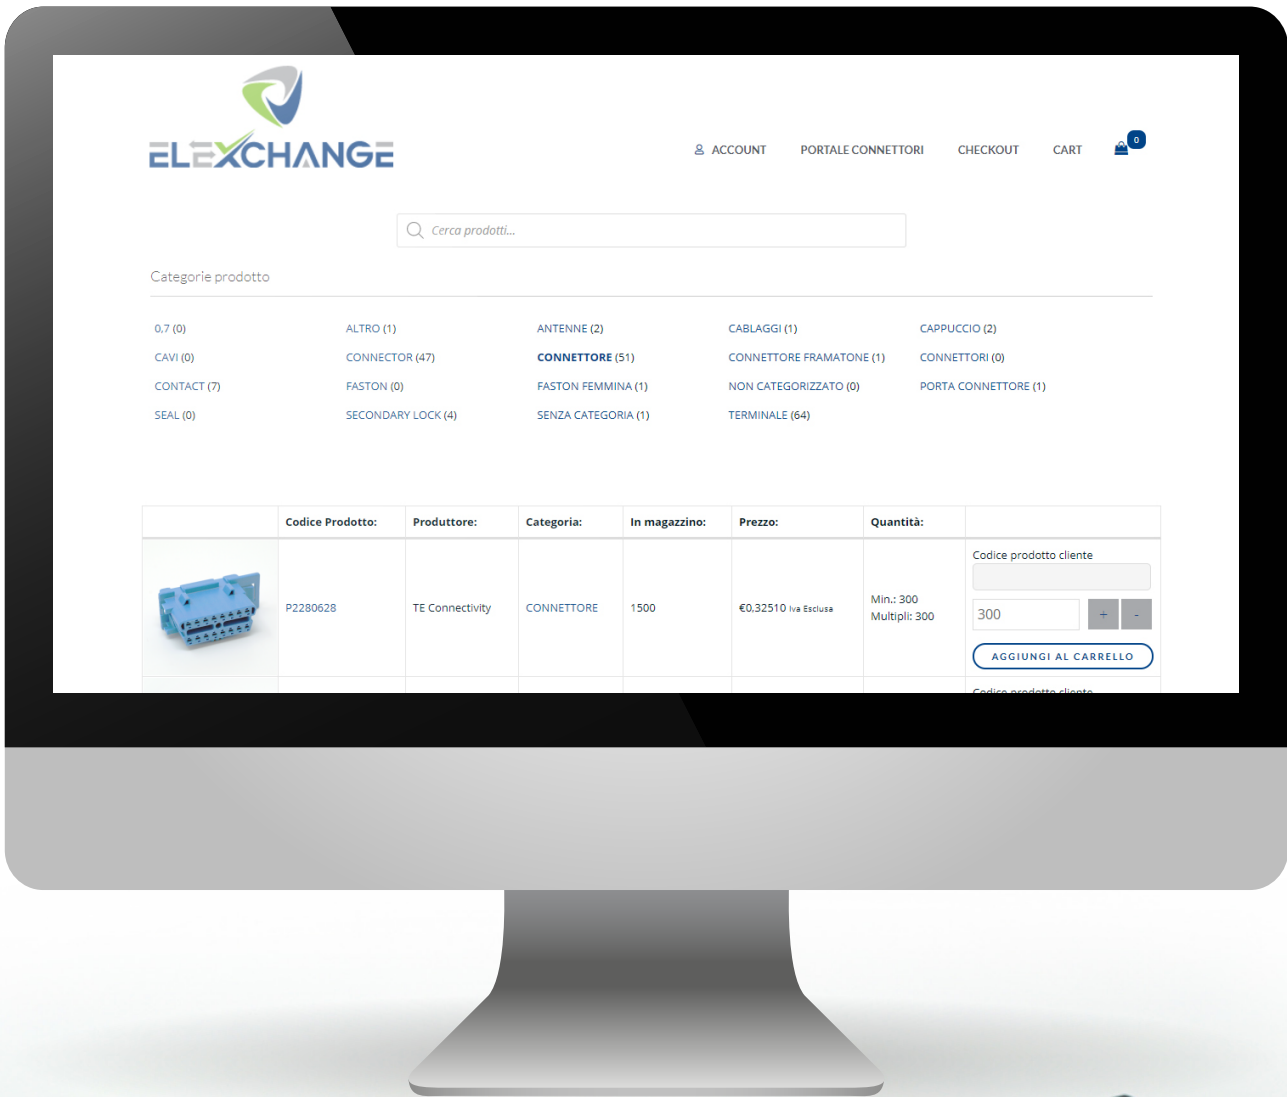 ELEXCHANGE
ACCOUNT PORTALE CONNETTORI CHECKOUT CART 0
Cerca prodotti...
Categorie prodotto
0,7 (0) ALTRO (1) ANTENNE (2) CABLAGGI (1) CAPPUCCIO (2)
CAVI (0) CONNECTOR (47) CONNETTORE (51) CONNETTORE FRAMATONE (1) CONNETTORI (0)
CONTACT (7) FASTON (0) FASTON FEMMINA (1) NON CATEGORIZZATO (0) PORTA CONNETTORE (1)
SEAL (0) SECONDARY LOCK (4) SENZA CATEGORIA (1) TERMINALE (64)
Codice Prodotto: Produttore: Categoria: In magazzino: Prezzo: Quantità:
Codice prodotto cliente
P2280628 TE Connectivity CONNETTORE 1500 €0,32510 Iva Esclusa Min.: 300
Multipli: 300
300 + -
AGGIUNGI AL CARRELLO
Codice prodotto cliente